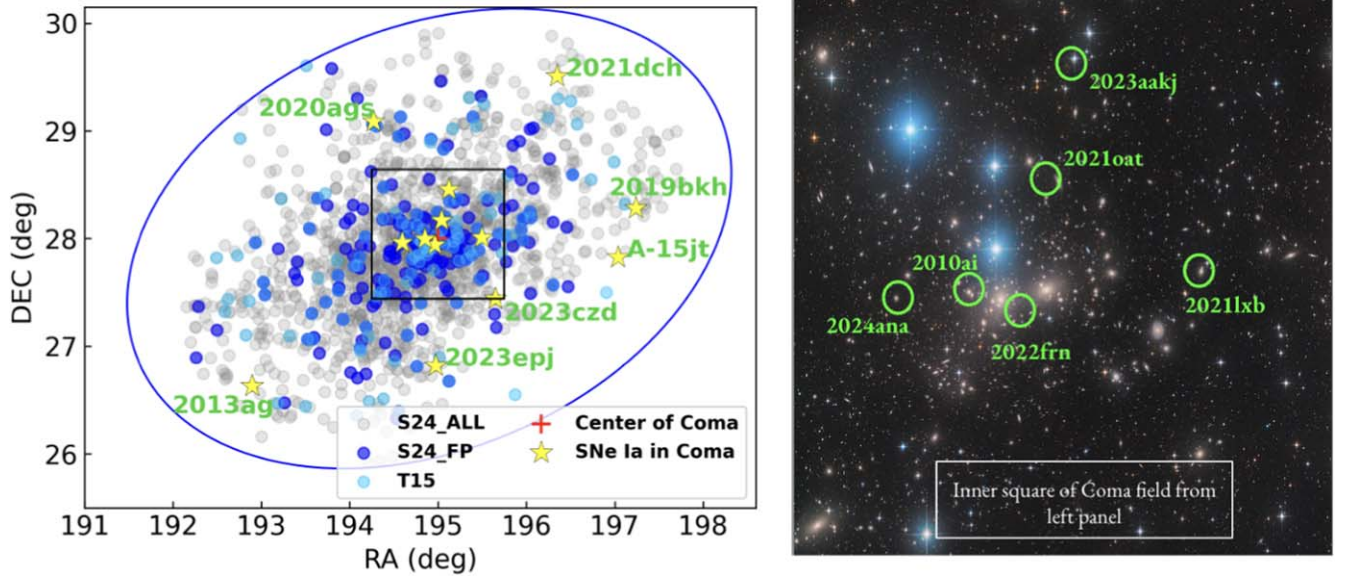 30
29
28
27
26
DEC (deg)
191 192 193 194 195 196 197 198
RA (deg)
2021dch
2020ags
2019bkh
A-15jt
2023czd
2023epj
2013ag
S24_ALL
S24_FP
T15
Center of Coma
SNe Ia in Coma
2023aakj
2021oat
2010ai
2021lxb
2024ana
2022frn
Inner square of Coma field from
left panel